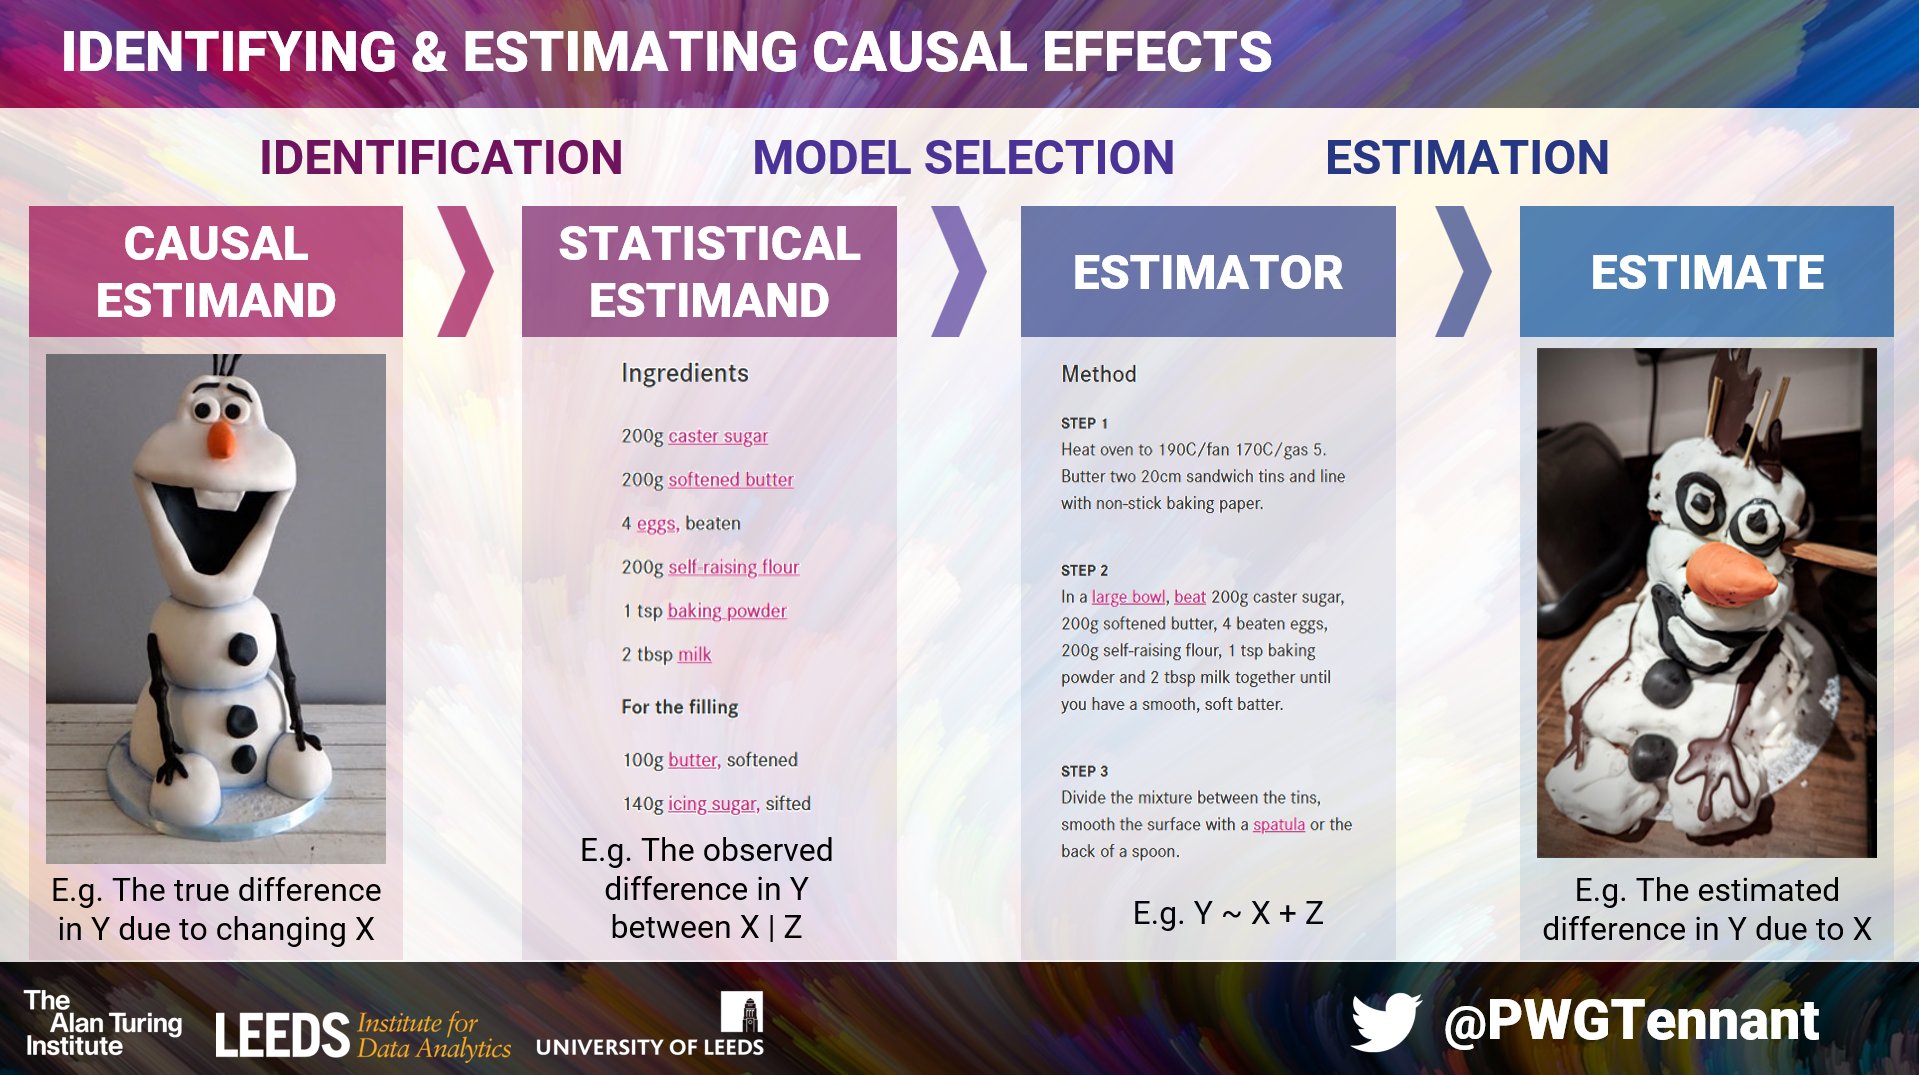 IDENTIFYING & ESTIMATING CAUSAL EFFECTS
IDENTIFICATION
MODEL SELECTION
ESTIMATION
CAUSAL
ESTIMAND
E.g. The true difference
in Y due to changing X
STATISTICAL
ESTIMAND
Ingredients
200g caster sugar
200g softened butter
4 eggs, beaten
200g self-raising flour
1 tsp baking powder
2 tbsp milk
For the filling
100g butter, softened
140g icing sugar, sifted
E.g. The observed
difference in Y
between X | Z
ESTIMATOR
Method
STEP 1
Heat oven to 190C/fan 170C/gas 5.
Butter two 20cm sandwich tins and line
with non-stick baking paper.
STEP 2
In a large bowl, beat 200g caster sugar,
200g softened butter, 4 beaten eggs,
200g self-raising flour, 1 tsp baking
powder and 2 tbsp milk together until
you have a smooth, soft batter.
STEP 3
Divide the mixture between the tins,
smooth the surface with a spatula or the
back of a spoon.
E.g. Y ~ X + Z
ESTIMATE
E.g. The estimated
difference in Y due to X
The
Alan Turing
Institute
LEEDS Institute for
Data Analytics
UNIVERSITY OF LEEDS
@PWGTennant